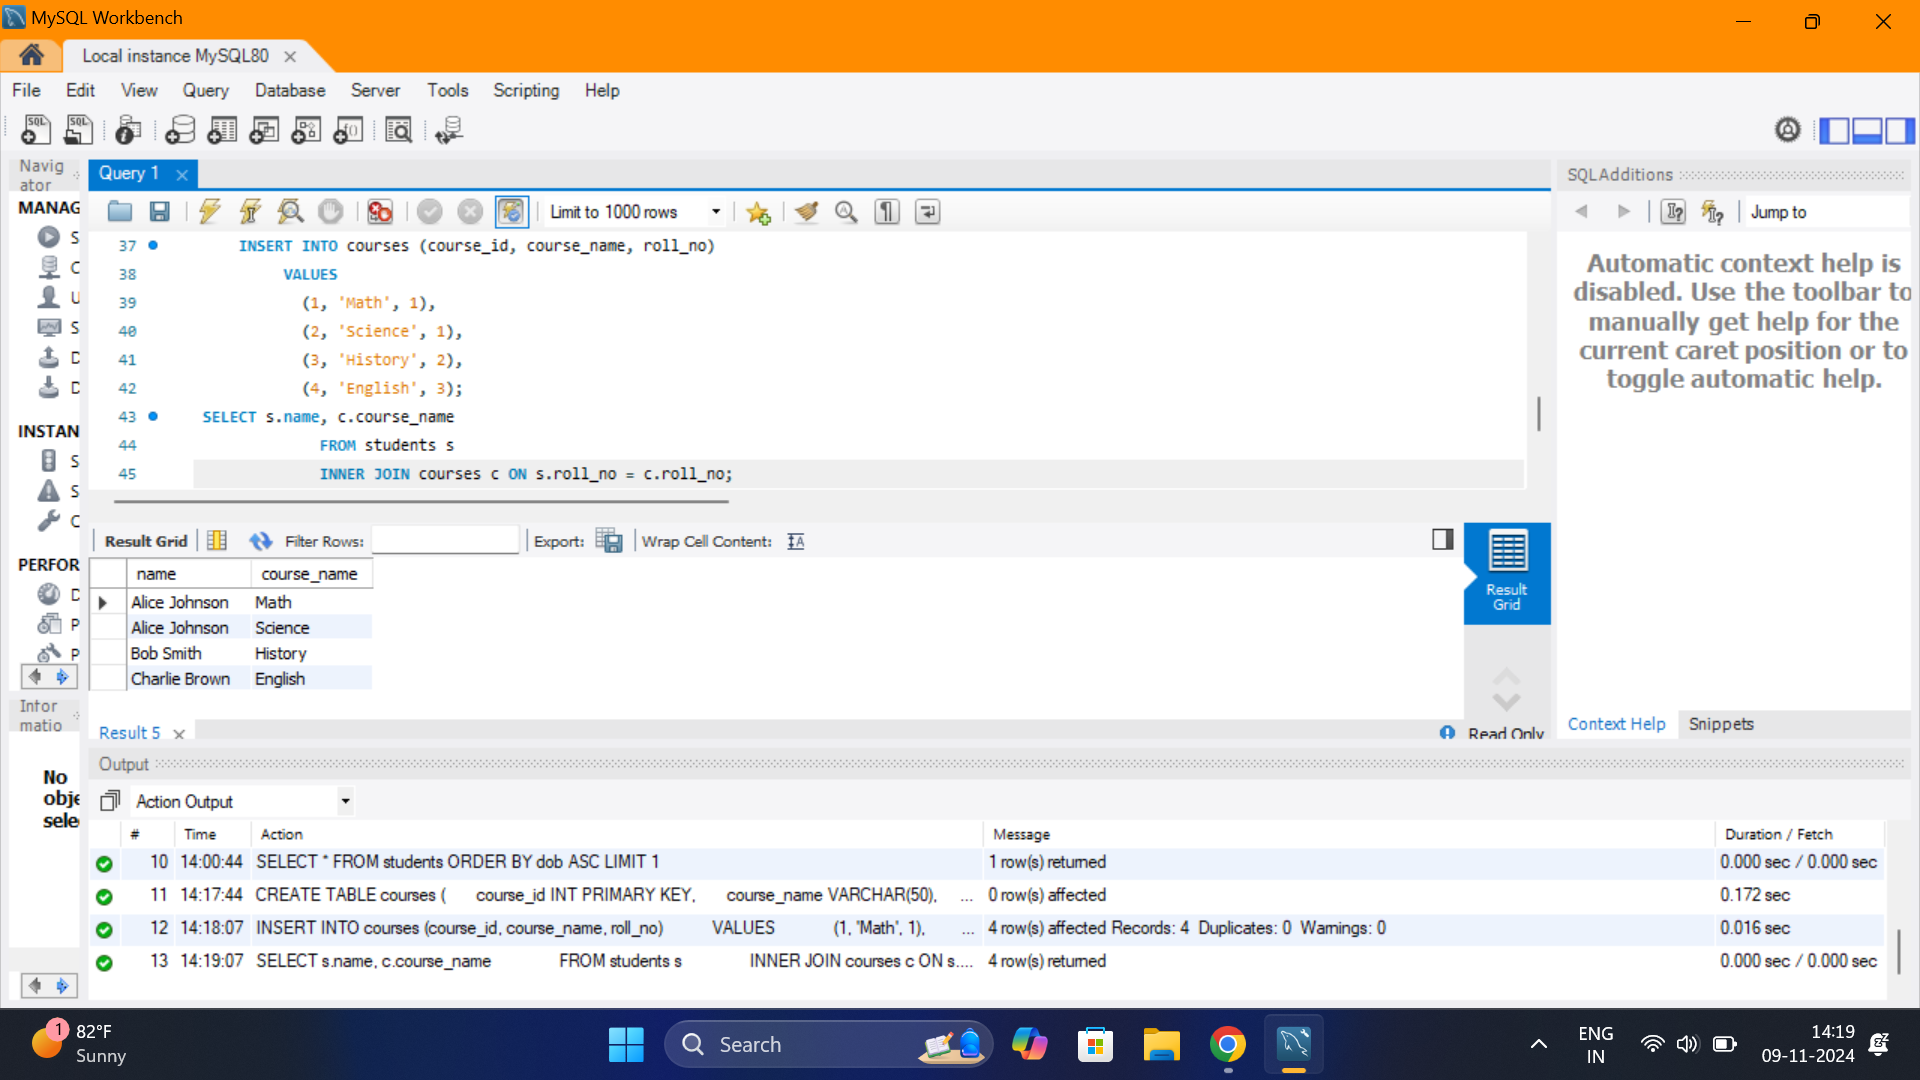 MySQL Workbench
Local instance MySQL80
File Edit View Query Database Server Tools Scripting Help
Navig
ator
MANAG
S
C
U
S
D
D
INSTAN
S
S
C
PERFOR
D
P
P
Infor
matio
No
obje
sele
Query 1
Limit to 1000 rows
37 INSERT INTO courses (course_id, course_name, roll_no)
38 VALUES
39 (1, 'Math', 1),
40 (2, 'Science', 1),
41 (3, 'History', 2),
42 (4, 'English', 3);
43 SELECT s.name, c.course_name
44 FROM students s
45 INNER JOIN courses c ON s.roll_no = c.roll_no;
Result Grid Filter Rows: Export: Wrap Cell Content:
name course_name
Alice Johnson Math
Alice Johnson Science
Bob Smith History
Charlie Brown English
Result
Grid
Result 5
Read Only
SQLAdditions
Jump to
Automatic context help is
disabled. Use the toolbar to
manually get help for the
current caret position or to
toggle automatic help.
Context Help Snippets
Output
Action Output
# Time Action Message Duration / Fetch
10 14:00:44 SELECT * FROM students ORDER BY dob ASC LIMIT 1 1 row(s) returned 0.000 sec / 0.000 sec
11 14:17:44 CREATE TABLE courses ( course_id INT PRIMARY KEY, course_name VARCHAR(50), ... 0 row(s) affected 0.172 sec
12 14:18:07 INSERT INTO courses (course_id, course_name, roll_no) VALUES (1, 'Math', 1), ... 4 row(s) affected Records: 4 Duplicates: 0 Warnings: 0 0.016 sec
13 14:19:07 SELECT s.name, c.course_name FROM students s INNER JOIN courses c ON s.... 4 row(s) returned 0.000 sec / 0.000 sec
1
82°F
Sunny
Search
ENG
IN
14:19
09-11-2024